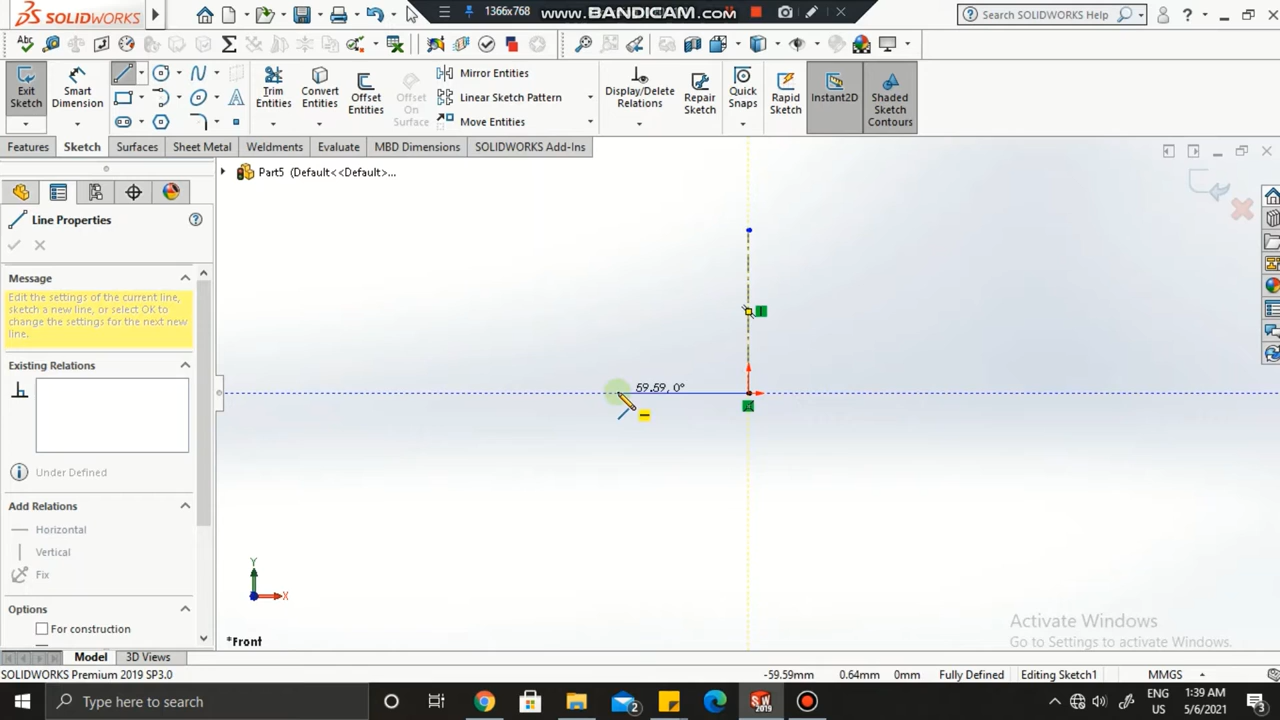 SOLIDWORKS
1366x768
www.BANDICAM.com
Search SOLIDWORKS Help
?
Exit Sketch
Smart Dimension
Trim Entities
Convert Entities
Offset Entities
Offset On Surface
Mirror Entities
Linear Sketch Pattern
Move Entities
Display/Delete Relations
Repair Sketch
Quick Snaps
Rapid Sketch
Instant2D
Shaded Sketch Contours
Features
Sketch
Surfaces
Sheet Metal
Weldments
Evaluate
MBD Dimensions
SOLIDWORKS Add-Ins
Part5 (Default<<Default>...
Line Properties
?
Message
Edit the settings of the current line,
sketch a new line, or select OK to
change the settings for the next new
line.
Existing Relations
Under Defined
Add Relations
Horizontal
Vertical
Fix
Options
For construction
59.59, 0°
Y
X
*Front
Activate Windows
Go to Settings to activate Windows.
Model
3D Views
SOLIDWORKS Premium 2019 SP3.0
-59.59mm
0.64mm
0mm
Fully Defined
Editing Sketch1
MMGS
Type here to search
2
SW
2019
ENG
US
1:39 AM
5/6/2021
3